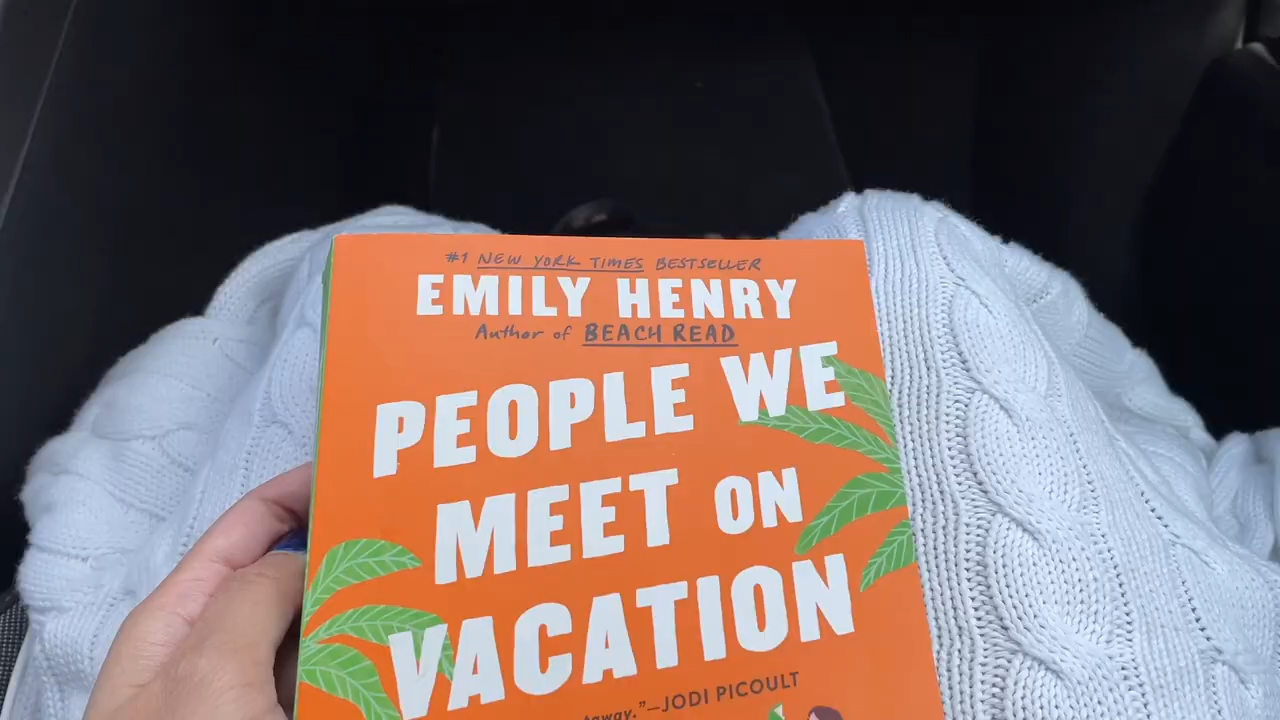 #1 NEW YORK TIMES BESTSELLER
EMILY HENRY
Author of BEACH READ
PEOPLE WE
MEET ON
VACATION
away."—JODI PICOULT